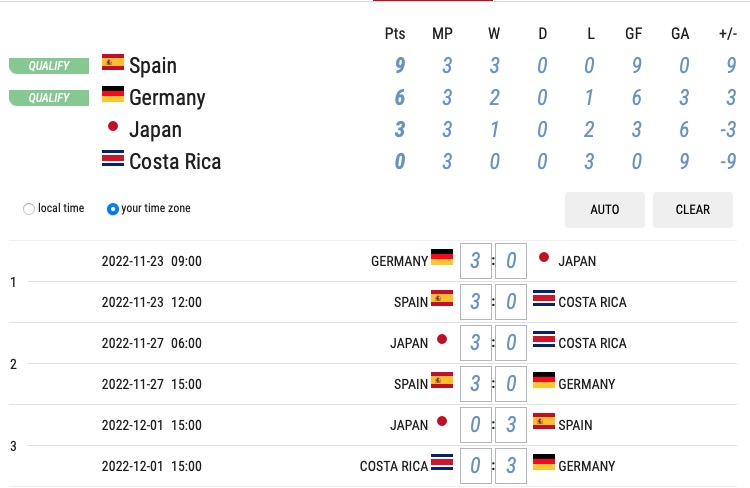 Pts MP W D L GF GA +/-
QUALIFY Spain 9 3 3 0 0 9 0 9
QUALIFY Germany 6 3 2 0 1 6 3 3
Japan 3 3 1 0 2 3 6 -3
Costa Rica 0 3 0 0 3 0 9 -9
local time your time zone AUTO CLEAR
2022-11-23 09:00 GERMANY 3 : 0 JAPAN
1
2022-11-23 12:00 SPAIN 3 : 0 COSTA RICA
2022-11-27 06:00 JAPAN 3 : 0 COSTA RICA
2
2022-11-27 15:00 SPAIN 3 : 0 GERMANY
2022-12-01 15:00 JAPAN 0 : 3 SPAIN
3
2022-12-01 15:00 COSTA RICA 0 : 3 GERMANY